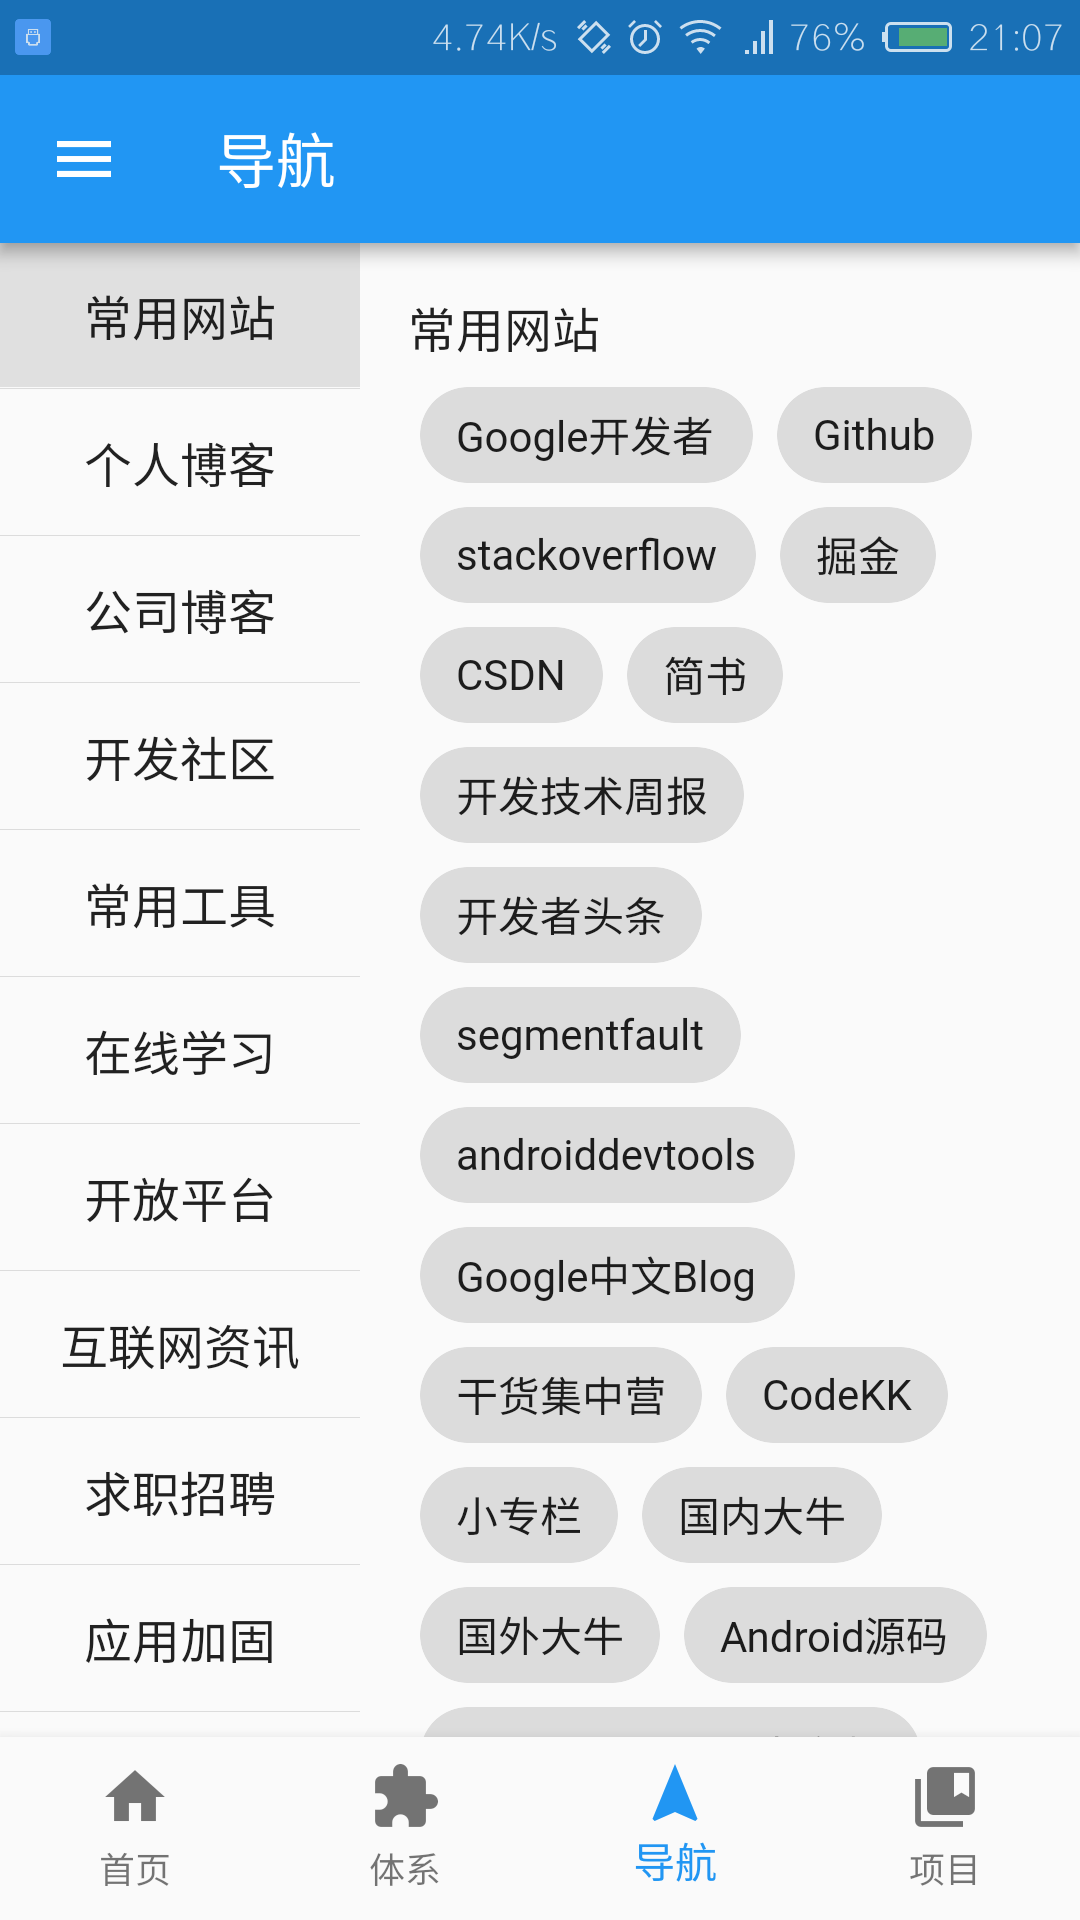 4.74K/s 76% 21:07
导航
常用网站
个人博客
公司博客
开发社区
常用工具
在线学习
开放平台
互联网资讯
求职招聘
应用加固
常用网站
Google开发者 Github
stackoverflow 掘金
CSDN 简书
开发技术周报
开发者头条
segmentfault
androiddevtools
Google中文Blog
干货集中营 CodeKK
小专栏 国内大牛
国外大牛 Android源码
首页 体系 导航 项目